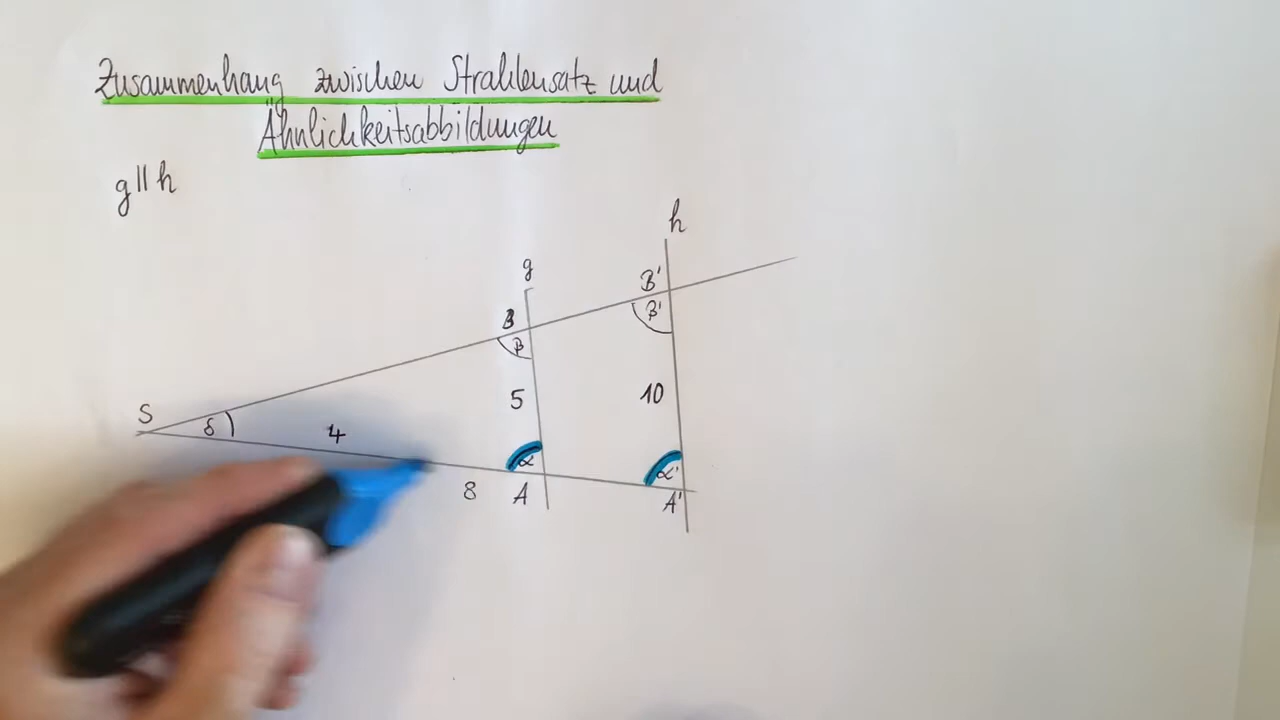 Zusammenhang zwischen Strahlensatz und
Ähnlichkeitsabbildungen
g || h
h
g
B'
β'
B
β
5
10
S
δ
4
α
α'
8
A
A'